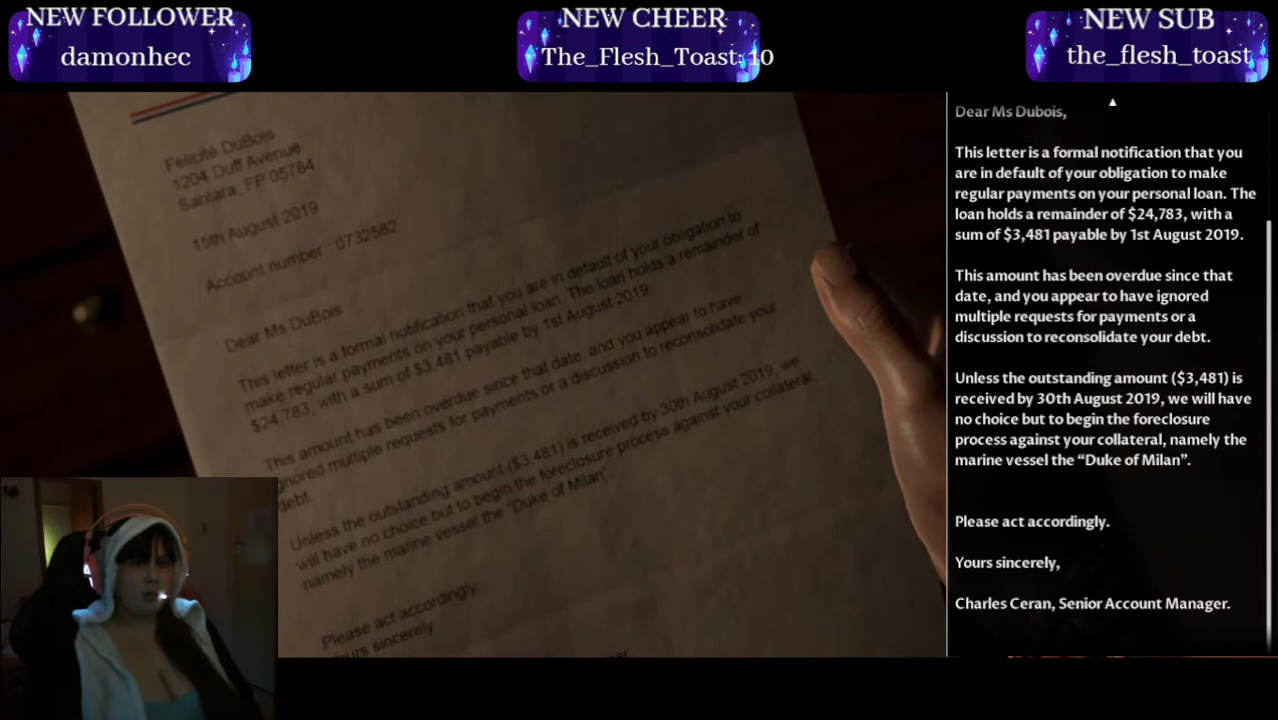 NEW FOLLOWER
damonhec
NEW CHEER
The_Flesh_Toast: 10
NEW SUB
the_flesh_toast
Félicité DuBois
1204 Duff Avenue
Santara, FP 05784
15th August 2019
Account number : 0732582
Dear Ms DuBois
This letter is a formal notification that you are in default of your obligation to
make regular payments on your personal loan. The loan holds a remainder of
$24,783, with a sum of $3,481 payable by 1st August 2019
This amount has been overdue since that date, and you appear to have
ignored multiple requests for payments or a discussion to reconsolidate your
debt.
Unless the outstanding amount ($3,481) is received by 30th August 2019, we
will have no choice but to begin the foreclosure process against your collateral,
namely the marine vessel the "Duke of Milan"
Please act accordingly.
Yours sincerely
Dear Ms Dubois,
This letter is a formal notification that you
are in default of your obligation to make
regular payments on your personal loan. The
loan holds a remainder of $24,783, with a
sum of $3,481 payable by 1st August 2019.
This amount has been overdue since that
date, and you appear to have ignored
multiple requests for payments or a
discussion to reconsolidate your debt.
Unless the outstanding amount ($3,481) is
received by 30th August 2019, we will have
no choice but to begin the foreclosure
process against your collateral, namely the
marine vessel the “Duke of Milan”.
Please act accordingly.
Yours sincerely,
Charles Ceran, Senior Account Manager.